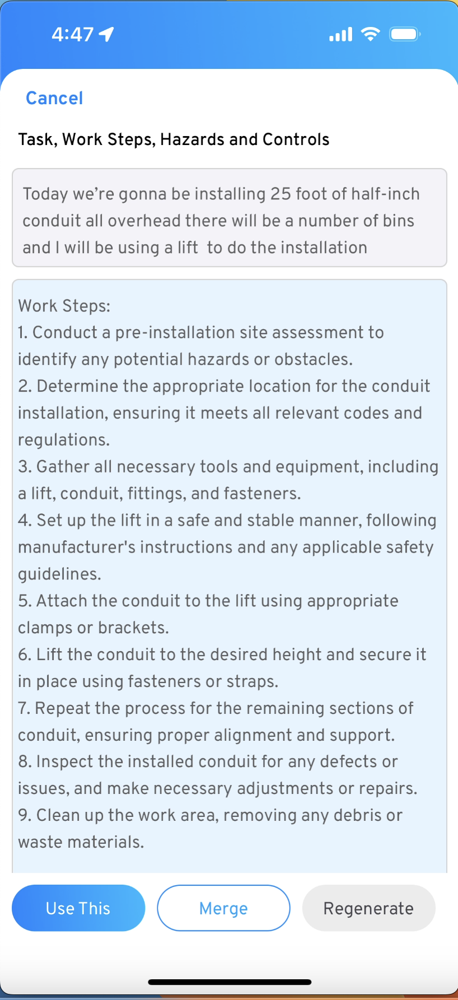 4:47
Cancel
Task, Work Steps, Hazards and Controls
Today we’re gonna be installing 25 foot of half-inch
conduit all overhead there will be a number of bins
and I will be using a lift  to do the installation
Work Steps:
1. Conduct a pre-installation site assessment to
identify any potential hazards or obstacles.
2. Determine the appropriate location for the conduit
installation, ensuring it meets all relevant codes and
regulations.
3. Gather all necessary tools and equipment, including
a lift, conduit, fittings, and fasteners.
4. Set up the lift in a safe and stable manner, following
manufacturer's instructions and any applicable safety
guidelines.
5. Attach the conduit to the lift using appropriate
clamps or brackets.
6. Lift the conduit to the desired height and secure it
in place using fasteners or straps.
7. Repeat the process for the remaining sections of
conduit, ensuring proper alignment and support.
8. Inspect the installed conduit for any defects or
issues, and make necessary adjustments or repairs.
9. Clean up the work area, removing any debris or
waste materials.
Use This
Merge
Regenerate